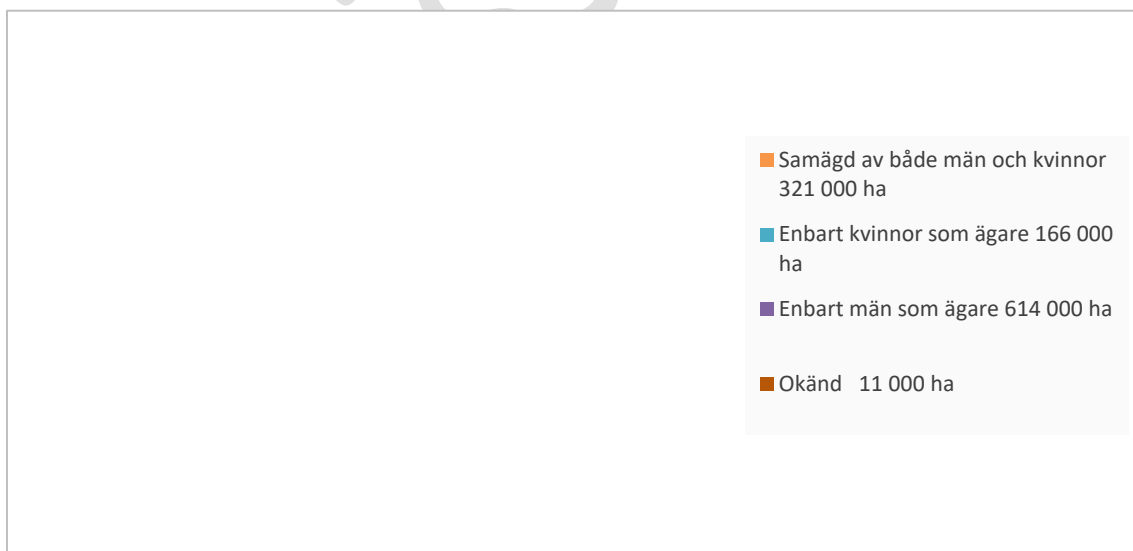 Samägd av både män och kvinnor
321 000 ha
Enbart kvinnor som ägare 166 000
ha
Enbart män som ägare 614 000 ha
Okänd   11 000 ha